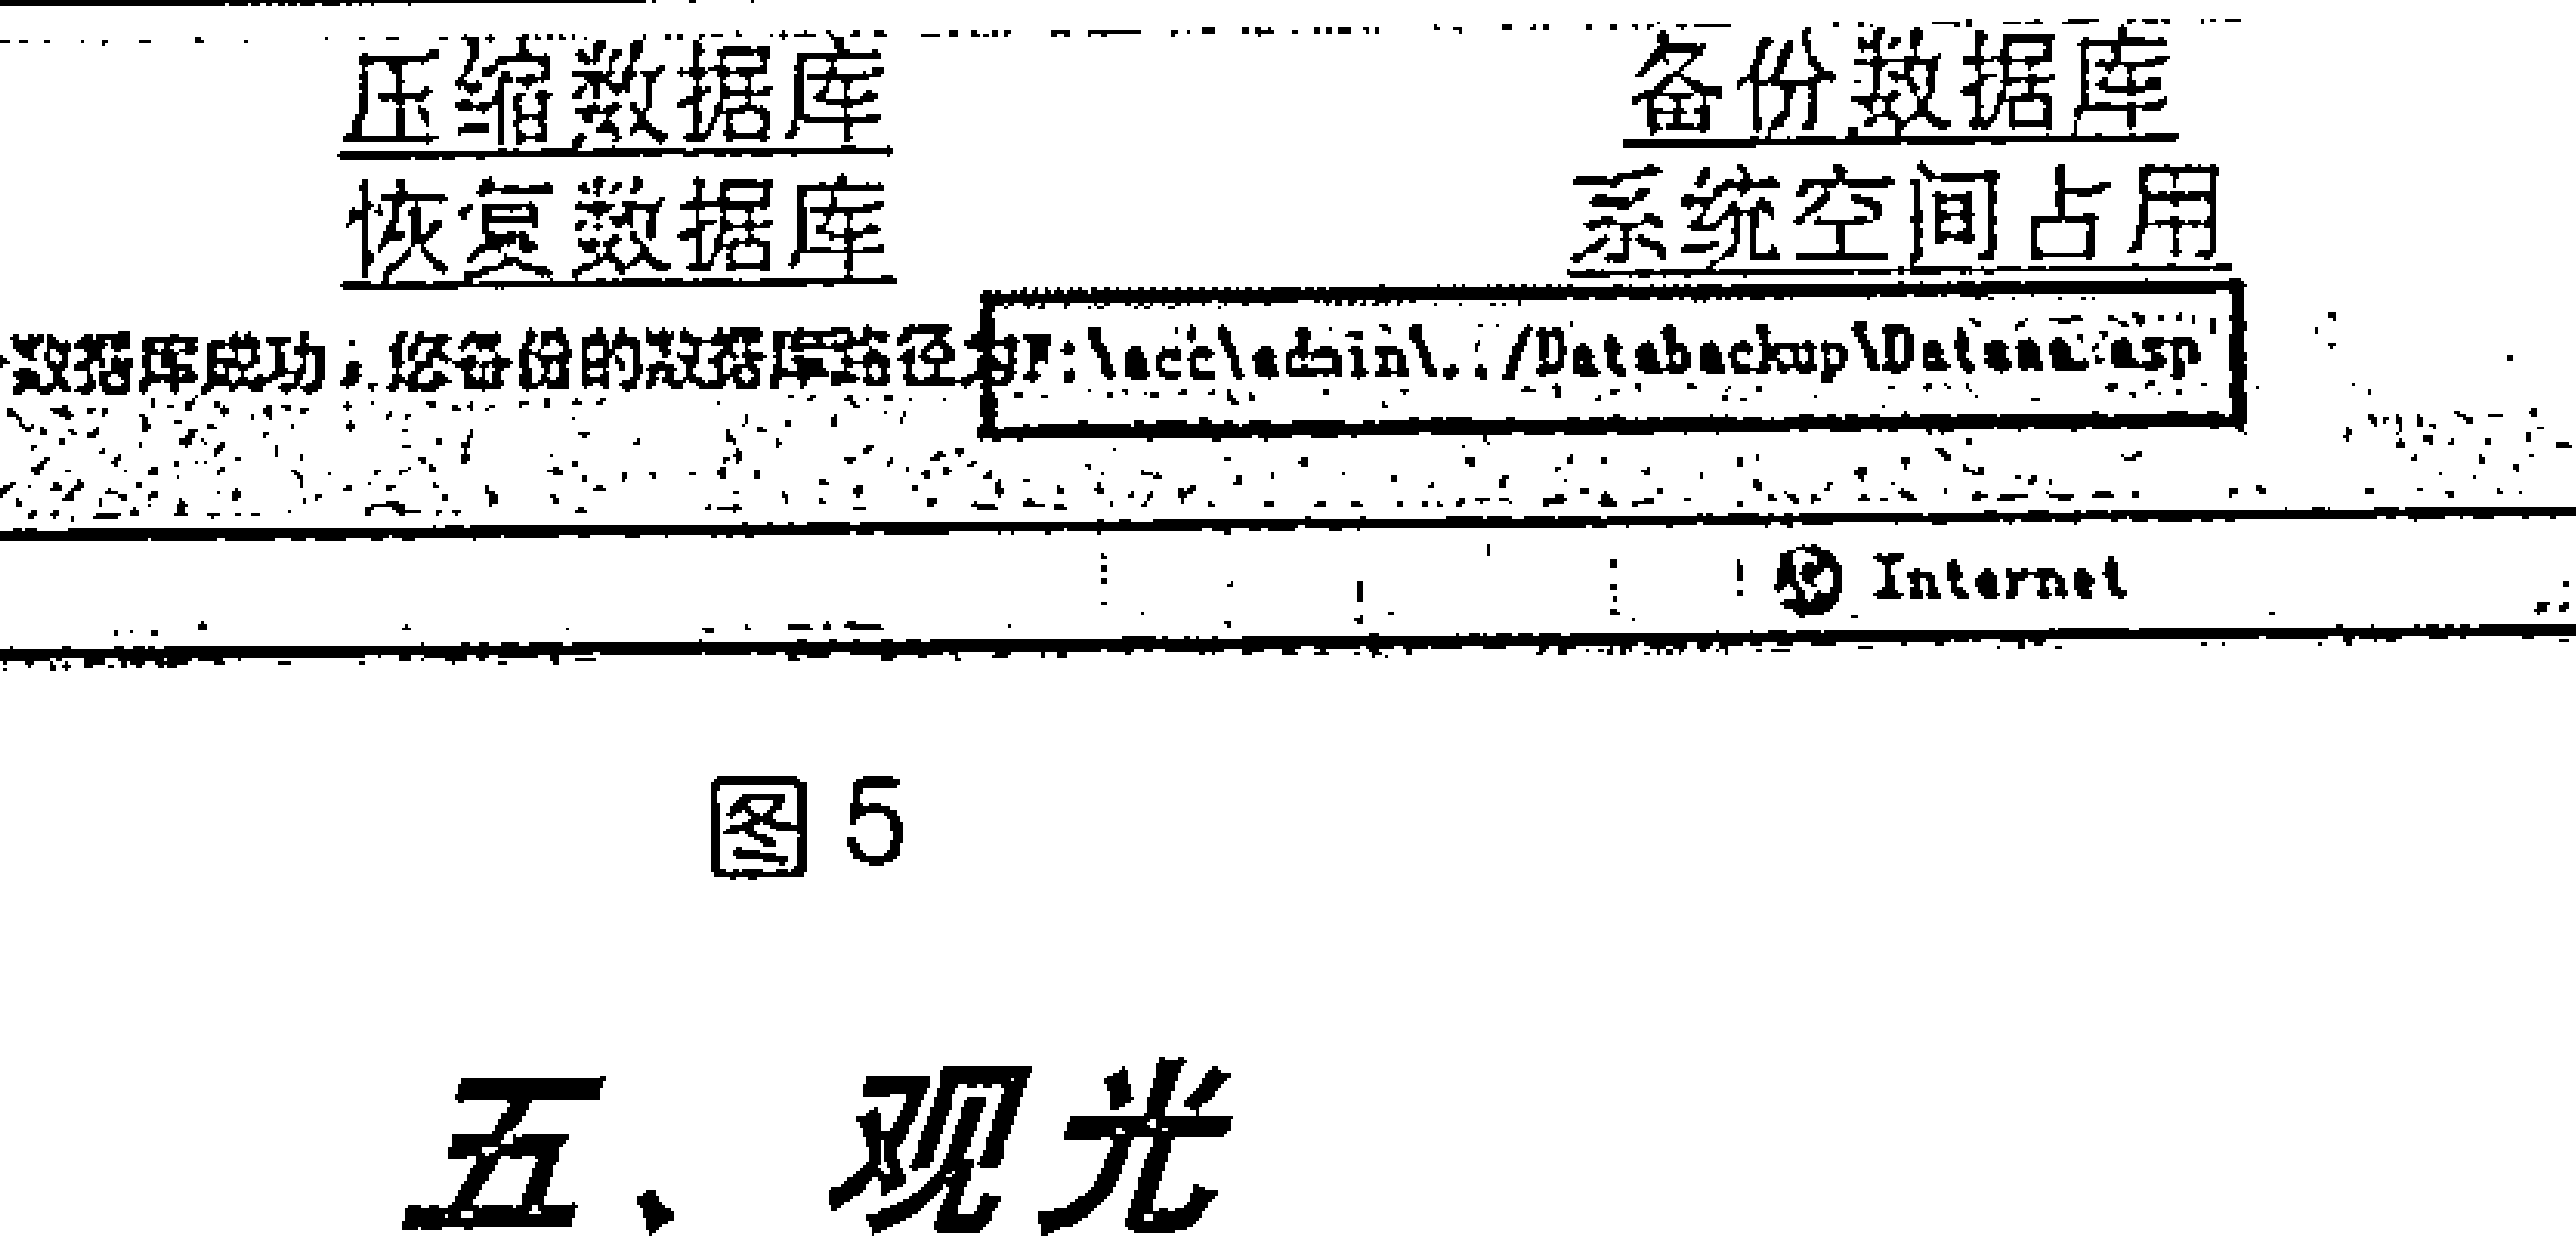 压缩数据库 备份数据库
恢复数据库 系统空间占用
数据库成功，您备份的数据库路径为F:\acc\admin\../Databackup\Dataaa.asp
Internet
图5
五、观光